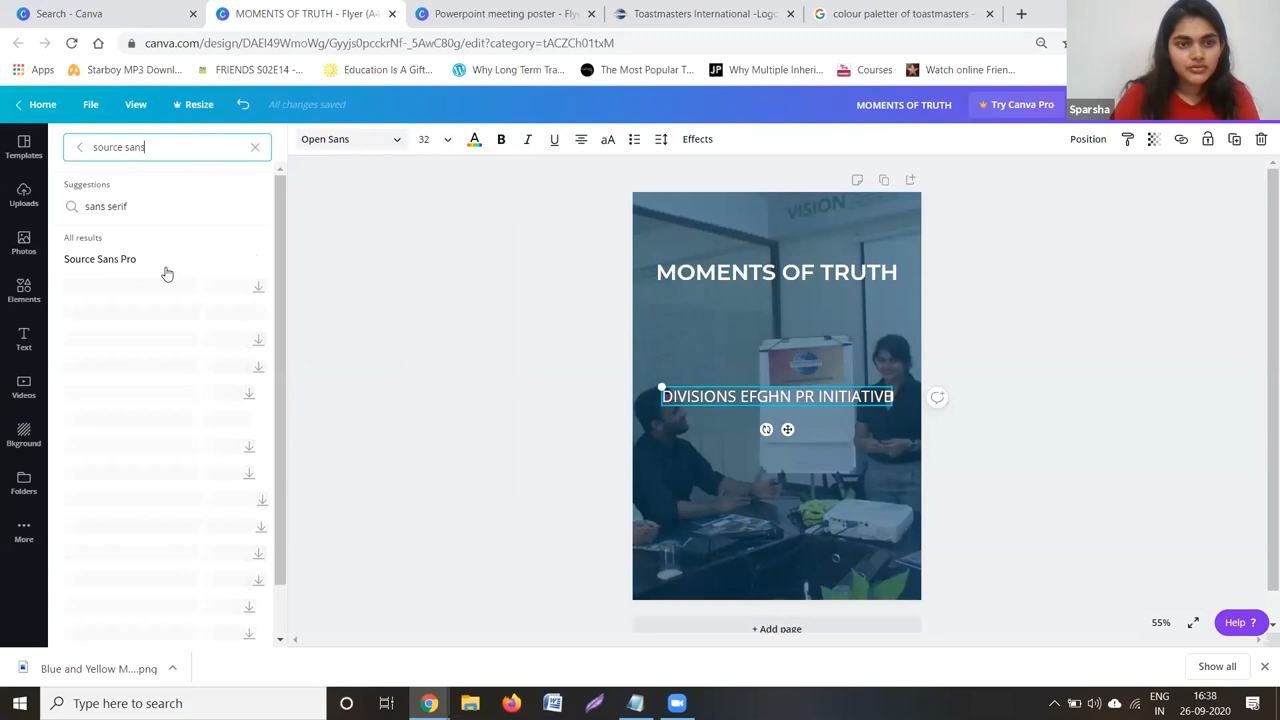 Search - Canva
MOMENTS OF TRUTH - Flyer (A4
Powerpoint meeting poster - Fly
Toastmasters International -Logo
colour paletter of toastmasters -
canva.com/design/DAEI49WmoWg/Gyyjs0pcckrNf-_5AwC80g/edit?category=tACZCh01txM
Apps
Starboy MP3 Downl...
FRIENDS S02E14 -...
Education Is A Gift...
Why Long Term Tra...
The Most Popular T...
Why Multiple Inheri...
Courses
Watch online Frien...
Sparsha
Home
File
View
Resize
All changes saved
MOMENTS OF TRUTH
Try Canva Pro
Templates
Uploads
Photos
Elements
Text
Videos
Bkground
Folders
More
source sans
Suggestions
sans serif
All results
Source Sans Pro
Open Sans
32
A
B
I
U
aA
Effects
Position
VISION
MOMENTS OF TRUTH
DIVISIONS EFGHN PR INITIATIVE
+ Add page
55%
Help ?
Blue and Yellow M....png
Show all
Type here to search
ENG
IN
16:38
26-09-2020